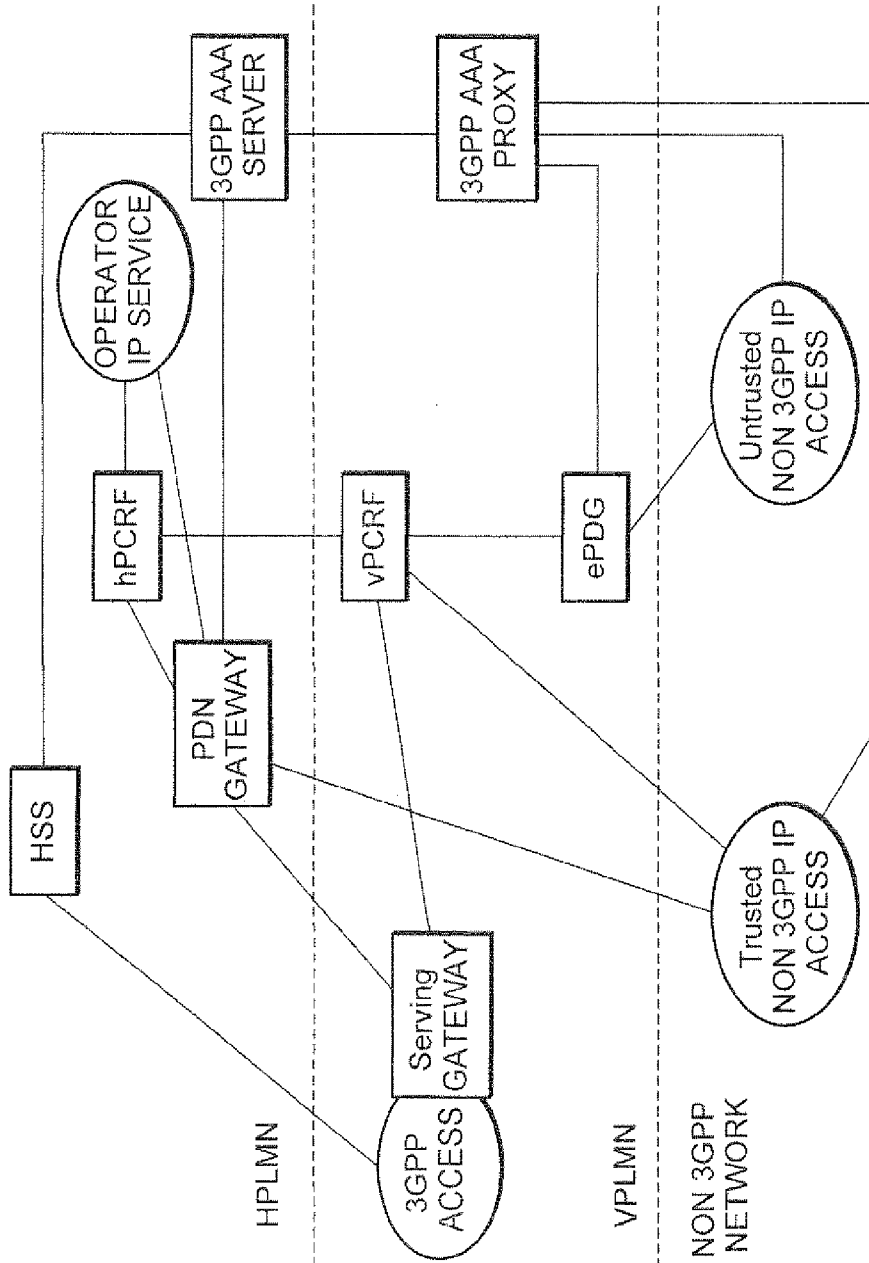 HSS
PDN
GATEWAY
hPCRF
OPERATOR
IP SERVICE
3GPP AAA
SERVER
HPLMN
3GPP
ACCESS
Serving
GATEWAY
vPCRF
3GPP AAA
PROXY
ePDG
VPLMN
NON 3GPP
NETWORK
Trusted
NON 3GPP IP
ACCESS
Untrusted
NON 3GPP IP
ACCESS